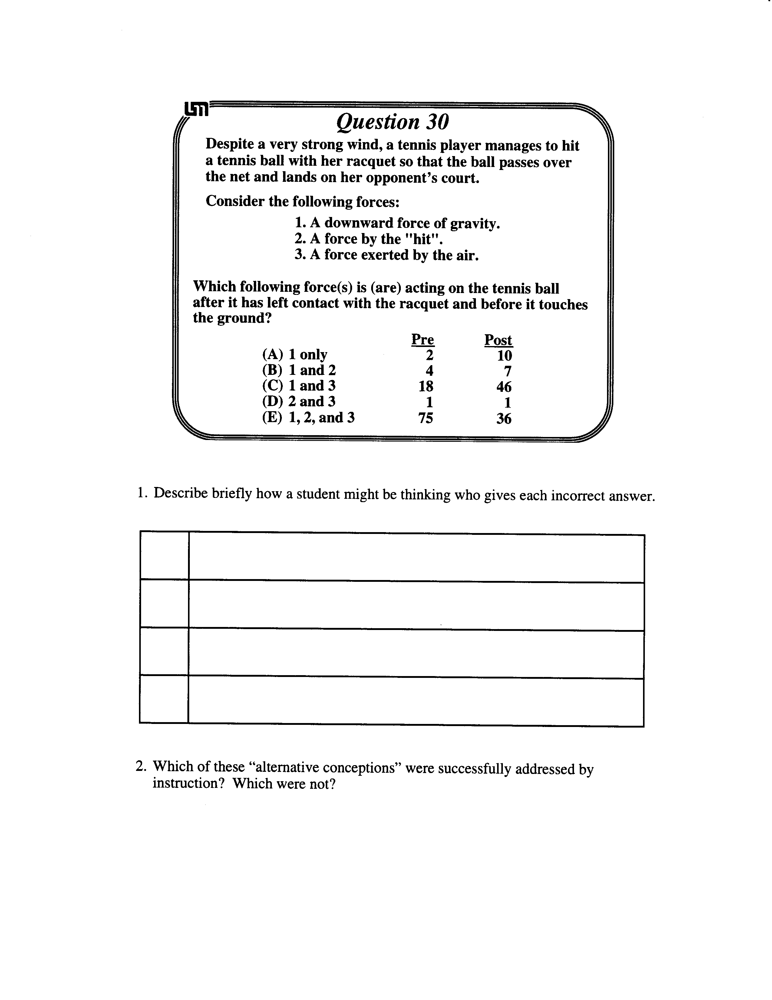 Question 30
Despite a very strong wind, a tennis player manages to hit
a tennis ball with her racquet so that the ball passes over
the net and lands on her opponent's court.
Consider the following forces:
1. A downward force of gravity.
2. A force by the "hit".
3. A force exerted by the air.
Which following force(s) is (are) acting on the tennis ball
after it has left contact with the racquet and before it touches
the ground?
Pre Post
(A) 1 only 2 10
(B) 1 and 2 4 7
(C) 1 and 3 18 46
(D) 2 and 3 1 1
(E) 1, 2, and 3 75 36
1. Describe briefly how a student might be thinking who gives each incorrect answer.
2. Which of these “alternative conceptions” were successfully addressed by
instruction? Which were not?